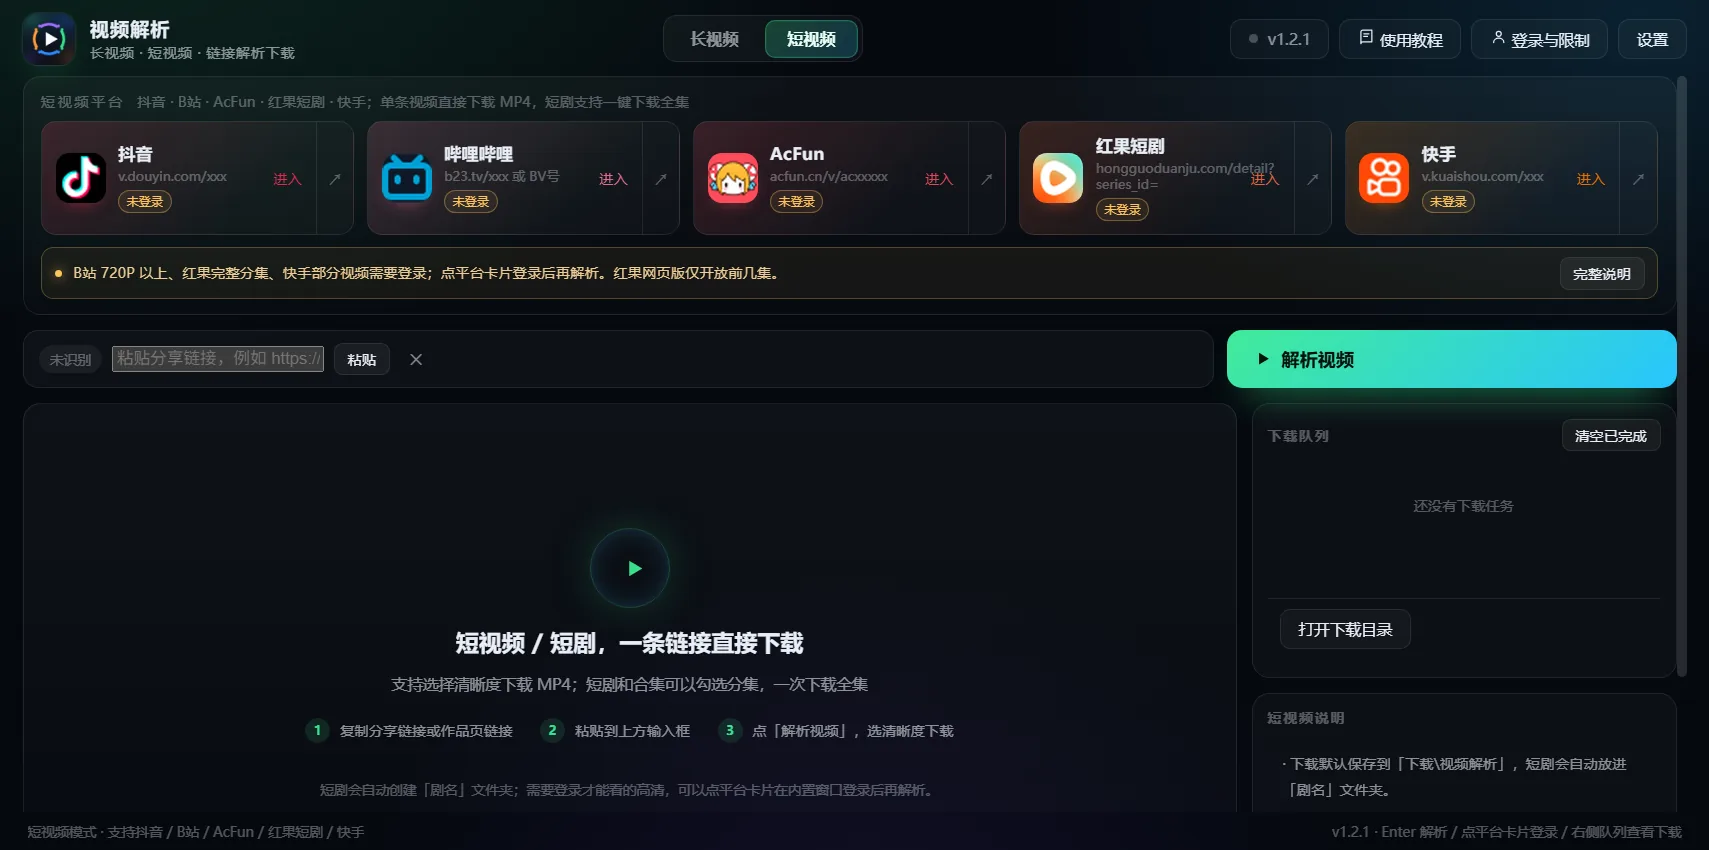 视频解析
长视频 · 短视频 · 链接解析下载
长视频
短视频
v1.2.1
使用教程
登录与限制
设置
短视频平台 抖音 · B站 · AcFun · 红果短剧 · 快手；单条视频直接下载 MP4，短剧支持一键下载全集
抖音
v.douyin.com/xxx
未登录
进入
哔哩哔哩
b23.tv/xxx 或 BV号
未登录
进入
AcFun
acfun.cn/v/acxxxxx
未登录
进入
红果短剧
hongguoduanju.com/detail?
series_id=
未登录
进入
快手
v.kuaishou.com/xxx
未登录
进入
B站 720P 以上、红果完整分集、快手部分视频需要登录；点平台卡片登录后再解析。红果网页版仅开放前几集。
完整说明
未识别
粘贴分享链接，例如 https://
粘贴
解析视频
短视频 / 短剧，一条链接直接下载
支持选择清晰度下载 MP4；短剧和合集可以勾选分集，一次下载全集
1 复制分享链接或作品页链接
2 粘贴到上方输入框
3 点「解析视频」，选清晰度下载
短剧会自动创建「剧名」文件夹；需要登录才能看的高清，可以点平台卡片在内置窗口登录后再解析。
下载队列
清空已完成
还没有下载任务
打开下载目录
短视频说明
· 下载默认保存到「下载\视频解析」，短剧会自动放进
「剧名」文件夹。
短视频模式 · 支持抖音 / B站 / AcFun / 红果短剧 / 快手
v1.2.1 · Enter 解析 / 点平台卡片登录 / 右侧队列查看下载